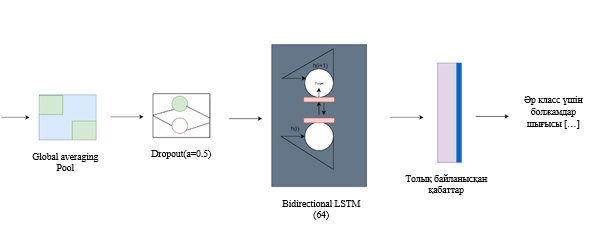 Global averaging
Pool
Dropout(a=0.5)
Bidirectional LSTM
(64)
Толық байланысқан
қабаттар
Әр класс үшін
болжамдар
шығысы [...]